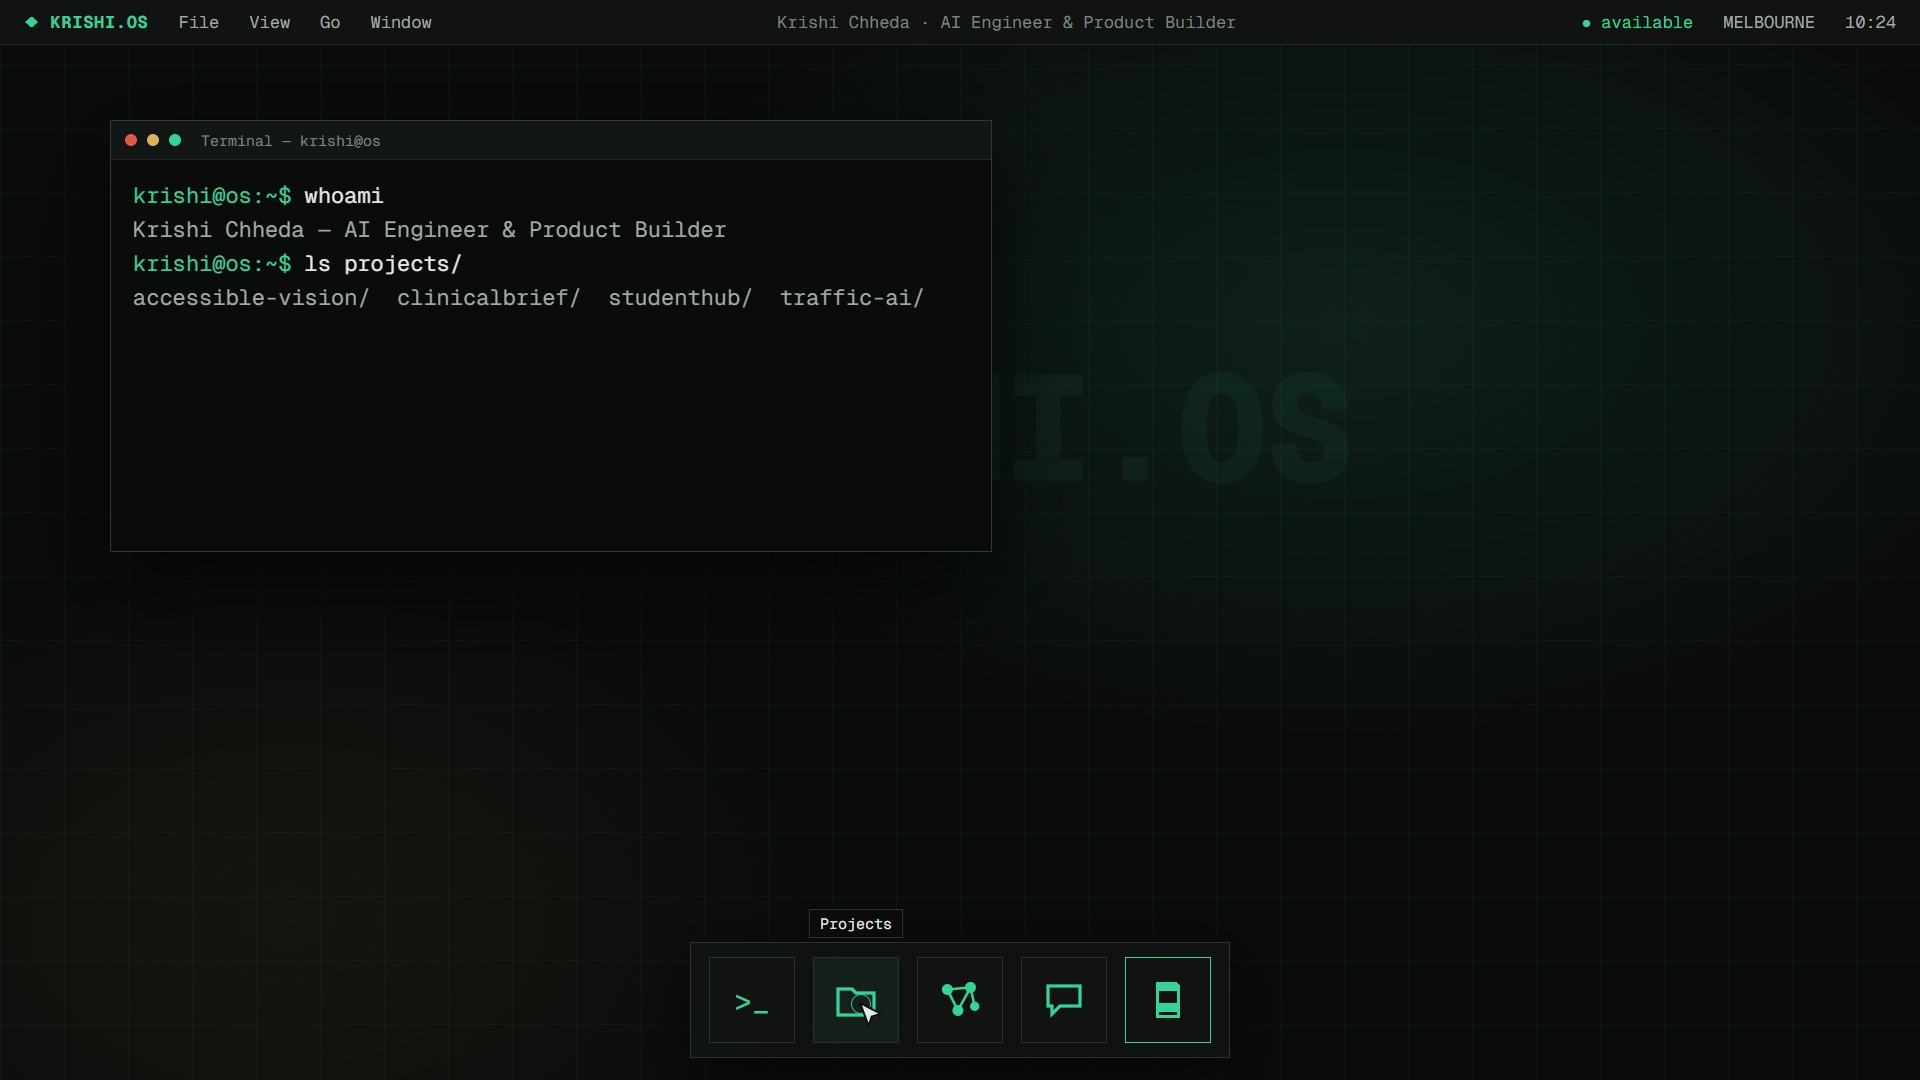 KRISHI.OS File View Go Window Krishi Chheda · AI Engineer & Product Builder ● available MELBOURNE 10:24
Terminal — krishi@os
krishi@os:~$ whoami
Krishi Chheda — AI Engineer & Product Builder
krishi@os:~$ ls projects/
accessible-vision/ clinicalbrief/ studenthub/ traffic-ai/
I.OS
Projects
>_